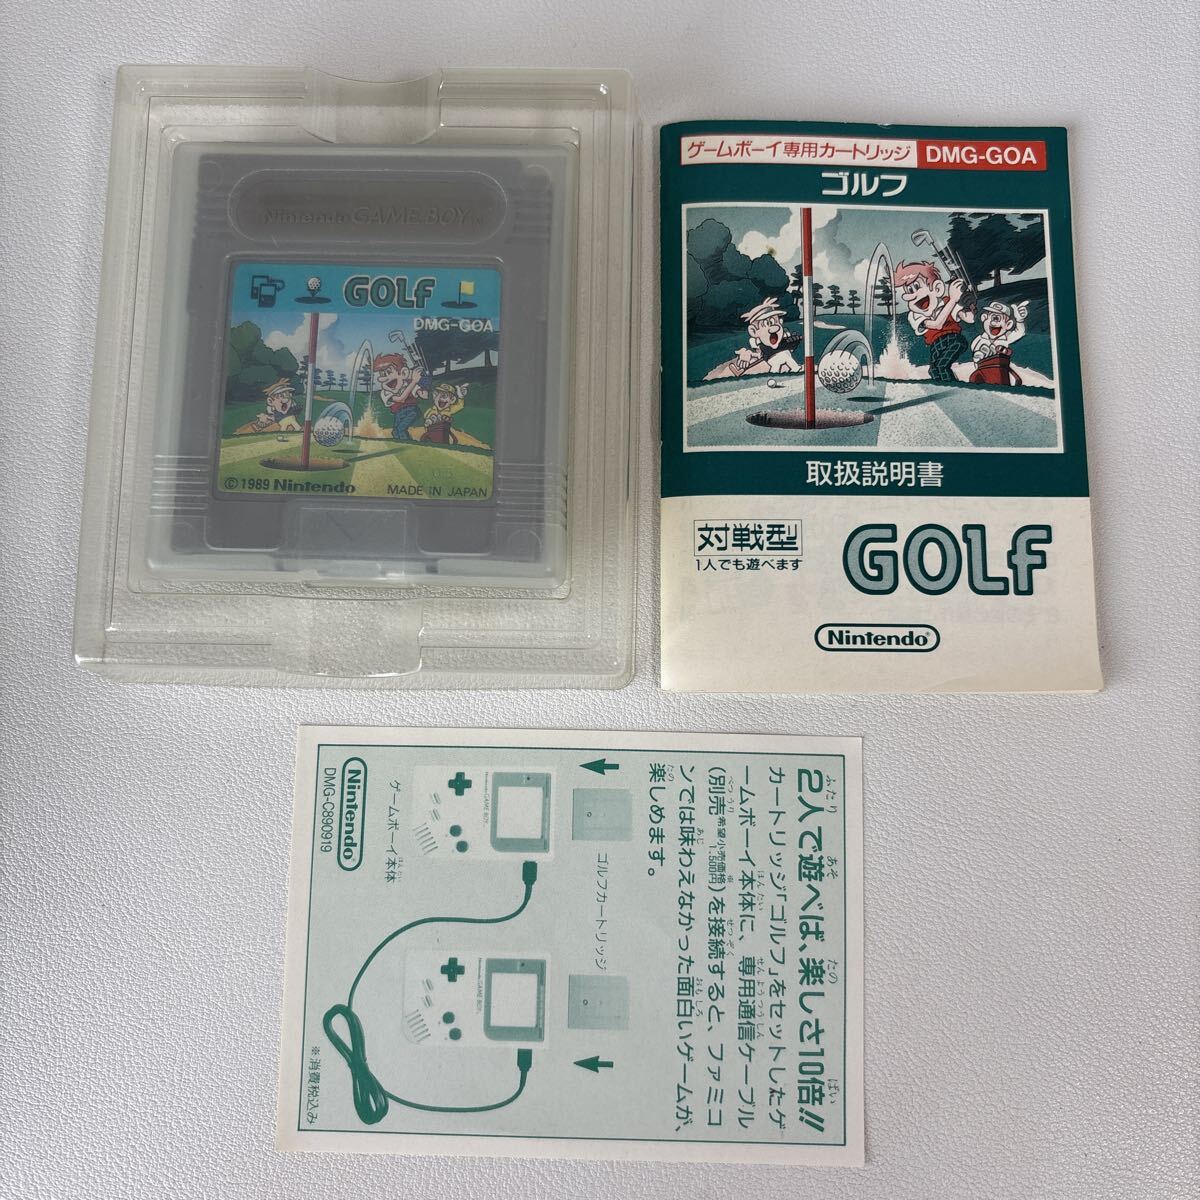 Nintendo GAME BOY
GOLF
DMG-GOA
©1989 Nintendo
MADE IN JAPAN
ゲームボーイ専用カートリッジ DMG-GOA
ゴルフ
取扱説明書
対戦型
1人でも遊べます
GOLF
Nintendo®
2人で遊べば、楽しさ10倍!!
カートリッジ「ゴルフ」をセットしたゲ
ームボーイ本体に、専用通信ケーブル
(別売 希望小売価格 1,500円※)を接続すると、ファミコ
ンでは味わえなかった面白いゲームが、
楽しめます。
ゴルフカートリッジ
Nintendo GAME BOY
Nintendo GAME BOY
ゲームボーイ本体
※消費税込み
Nintendo®
DMG-C890919